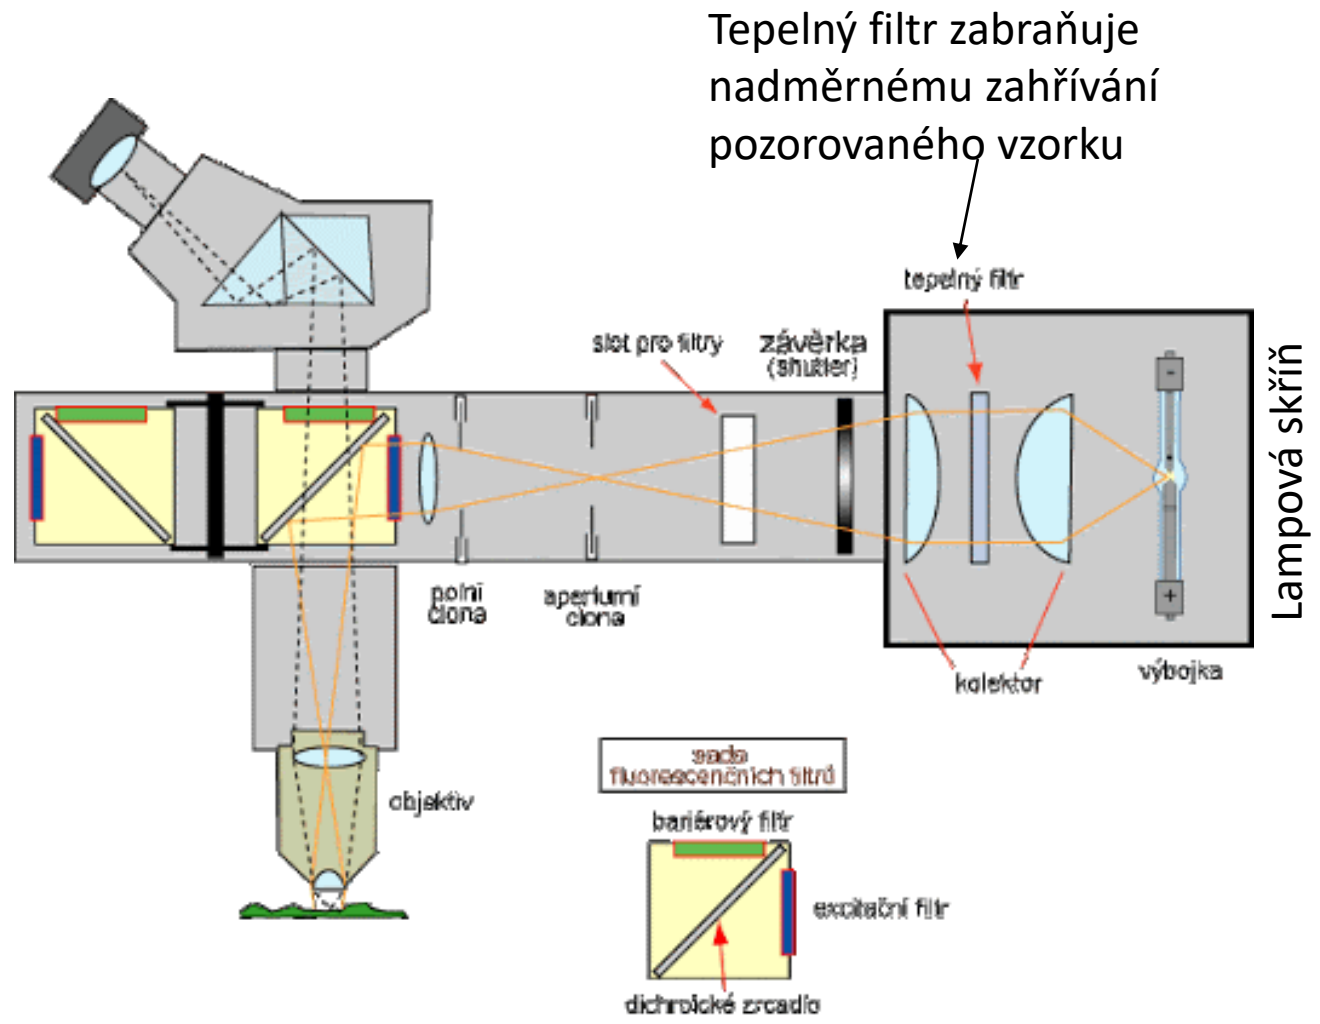 Tepelný filtr zabraňuje
nadměrnému zahřívání
pozorovaného vzorku
tepelný filtr
slot pro filtry
závěrka
(shutter)
Lampová skříň
-
+
polní
clona
aperturní
clona
kolektor
výbojka
objektiv
sada
fluorescenčních filtrů
bariérový filtr
excitační filtr
dichroické zrcadlo